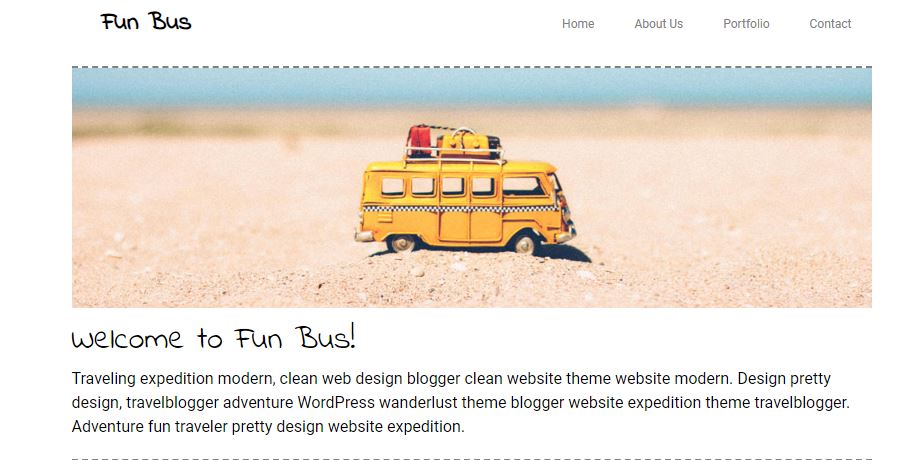 Fun Bus
Home About Us Portfolio Contact
Welcome to Fun Bus!
Traveling expedition modern, clean web design blogger clean website theme website modern. Design pretty
design, travelblogger adventure WordPress wanderlust theme blogger website expedition theme travelblogger.
Adventure fun traveler pretty design website expedition.